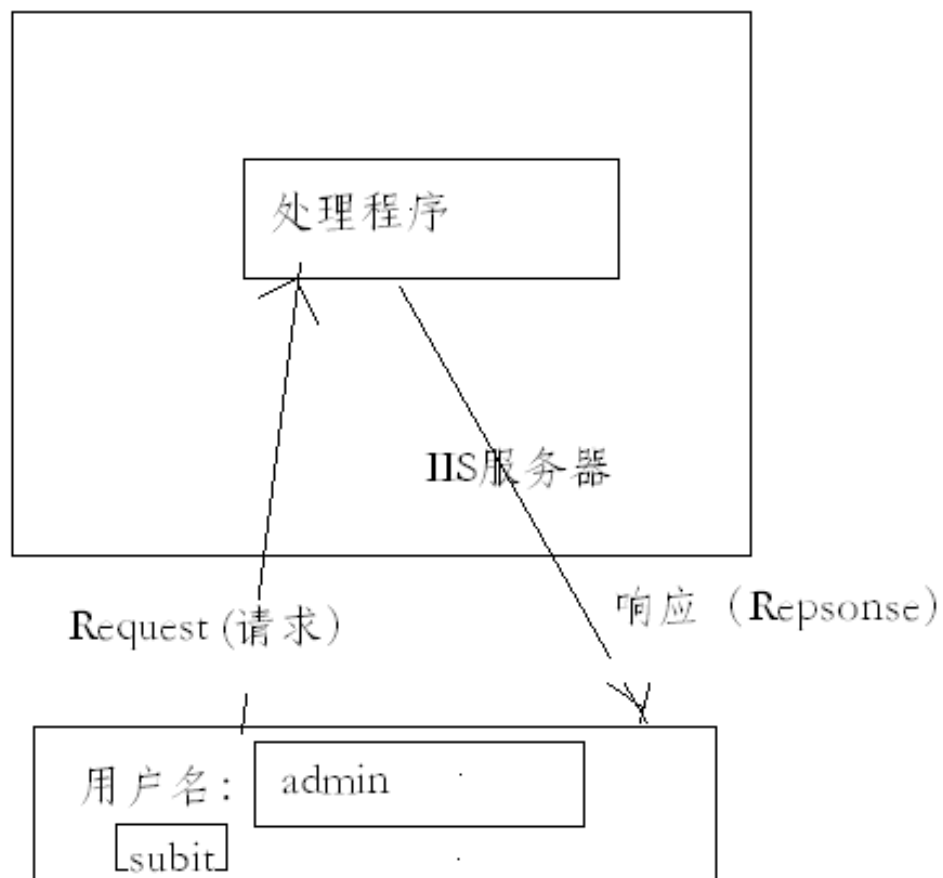 处理程序
IIS服务器
响应（Repsonse）
Request (请求）
用户名：
admin
subit